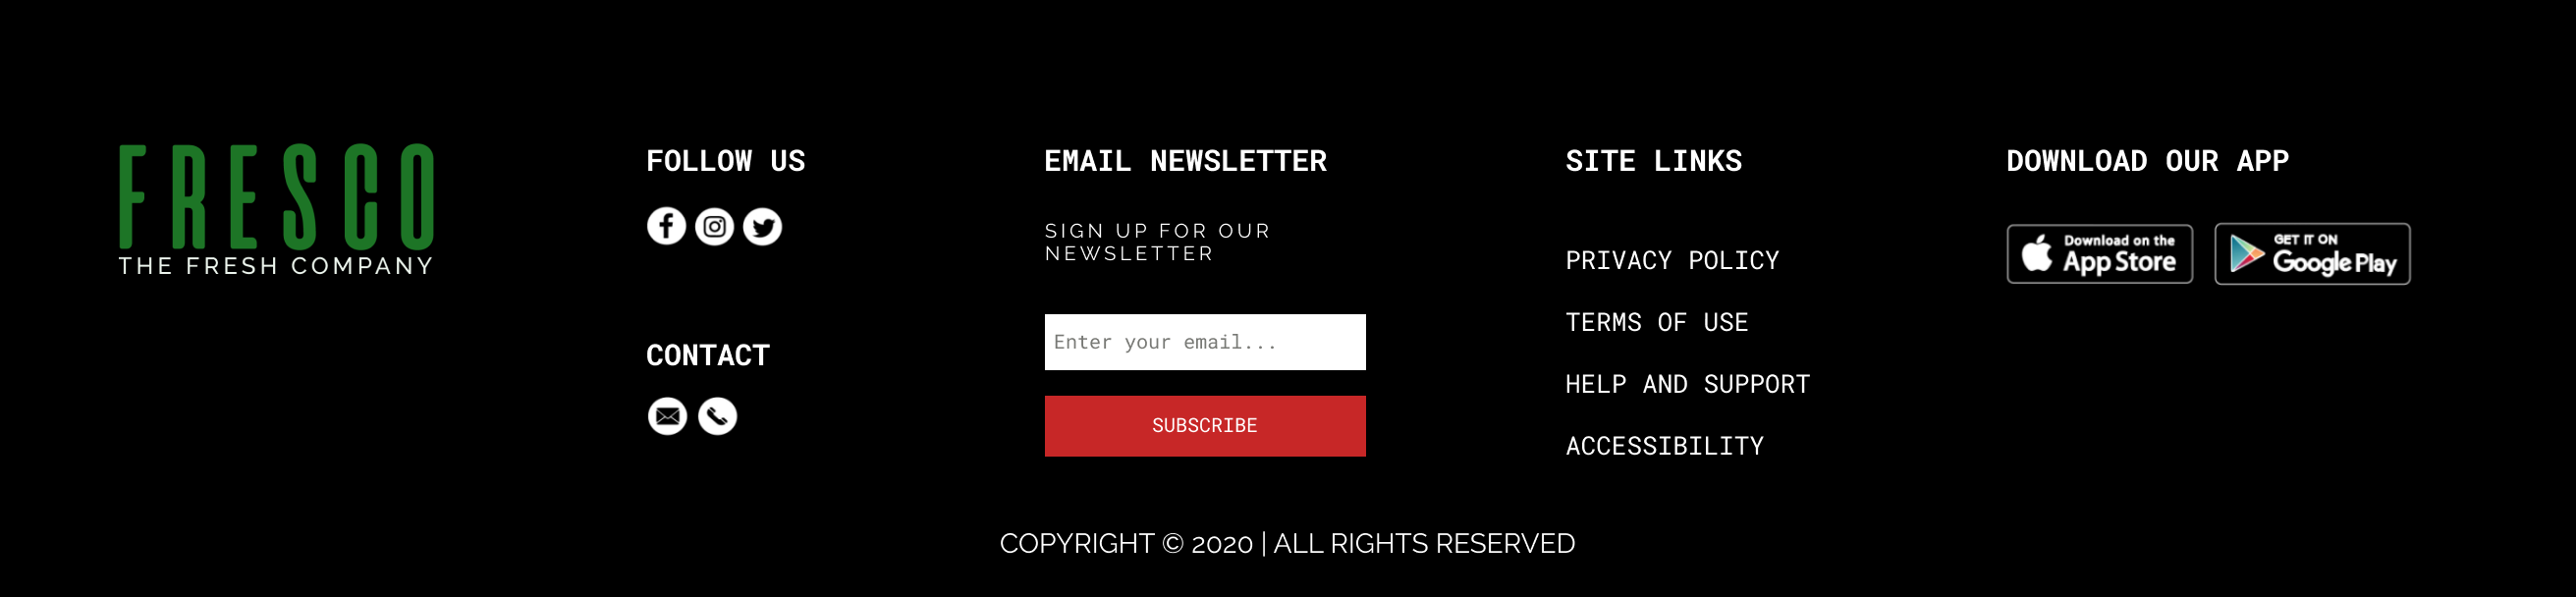 FRESCO
THE FRESH COMPANY
FOLLOW US
CONTACT
EMAIL NEWSLETTER
SIGN UP FOR OUR
NEWSLETTER
Enter your email...
SUBSCRIBE
SITE LINKS
PRIVACY POLICY
TERMS OF USE
HELP AND SUPPORT
ACCESSIBILITY
DOWNLOAD OUR APP
Download on the
App Store
GET IT ON
Google Play
COPYRIGHT © 2020 | ALL RIGHTS RESERVED